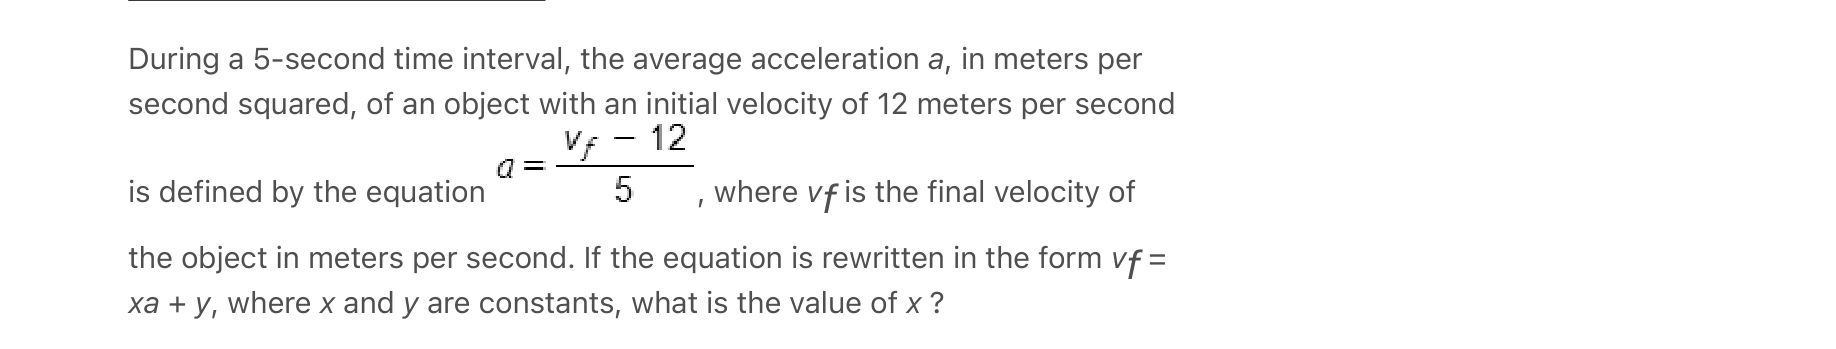 During a 5-second time interval, the average acceleration a, in meters per
second squared, of an object with an initial velocity of 12 meters per second
is defined by the equation a = (v_f − 12)/5, where vf is the final velocity of
the object in meters per second. If the equation is rewritten in the form vf =
xa + y, where x and y are constants, what is the value of x ?